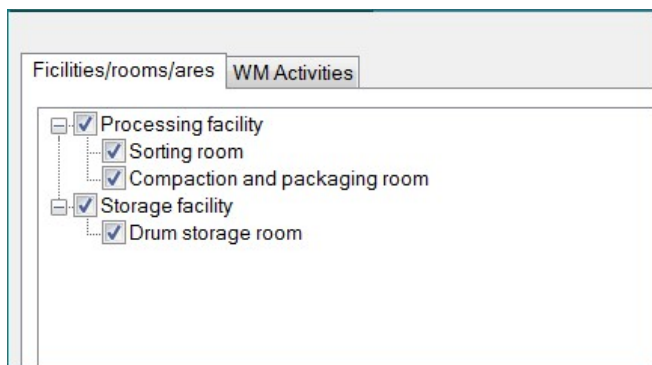 Ficilities/rooms/ares WM Activities
Processing facility
Sorting room
Compaction and packaging room
Storage facility
Drum storage room